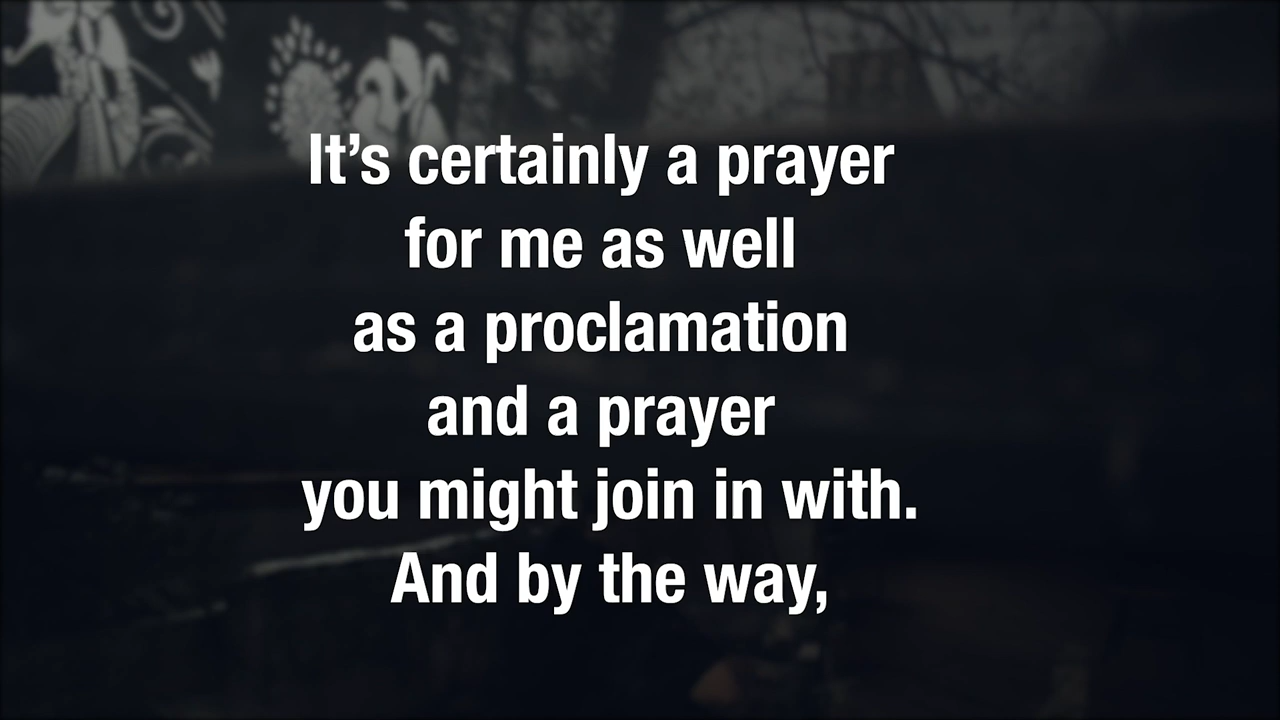 It’s certainly a prayer
for me as well
as a proclamation
and a prayer
you might join in with.
And by the way,